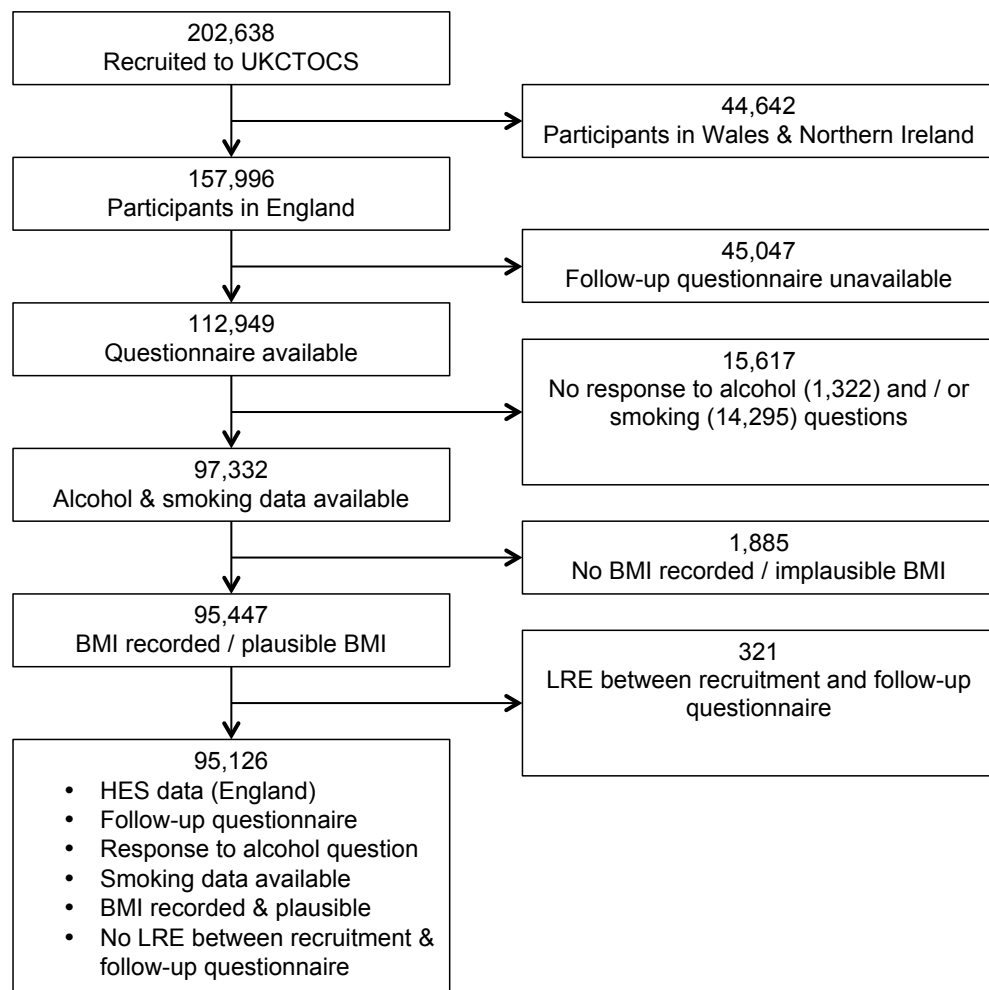 202,638
Recruited to UKCTOCS
44,642
Participants in Wales & Northern Ireland
157,996
Participants in England
45,047
Follow-up questionnaire unavailable
112,949
Questionnaire available
15,617
No response to alcohol (1,322) and / or
smoking (14,295) questions
97,332
Alcohol & smoking data available
1,885
No BMI recorded / implausible BMI
95,447
BMI recorded / plausible BMI
321
LRE between recruitment and follow-up
questionnaire
95,126
• HES data (England)
• Follow-up questionnaire
• Response to alcohol question
• Smoking data available
• BMI recorded & plausible
• No LRE between recruitment &
follow-up questionnaire